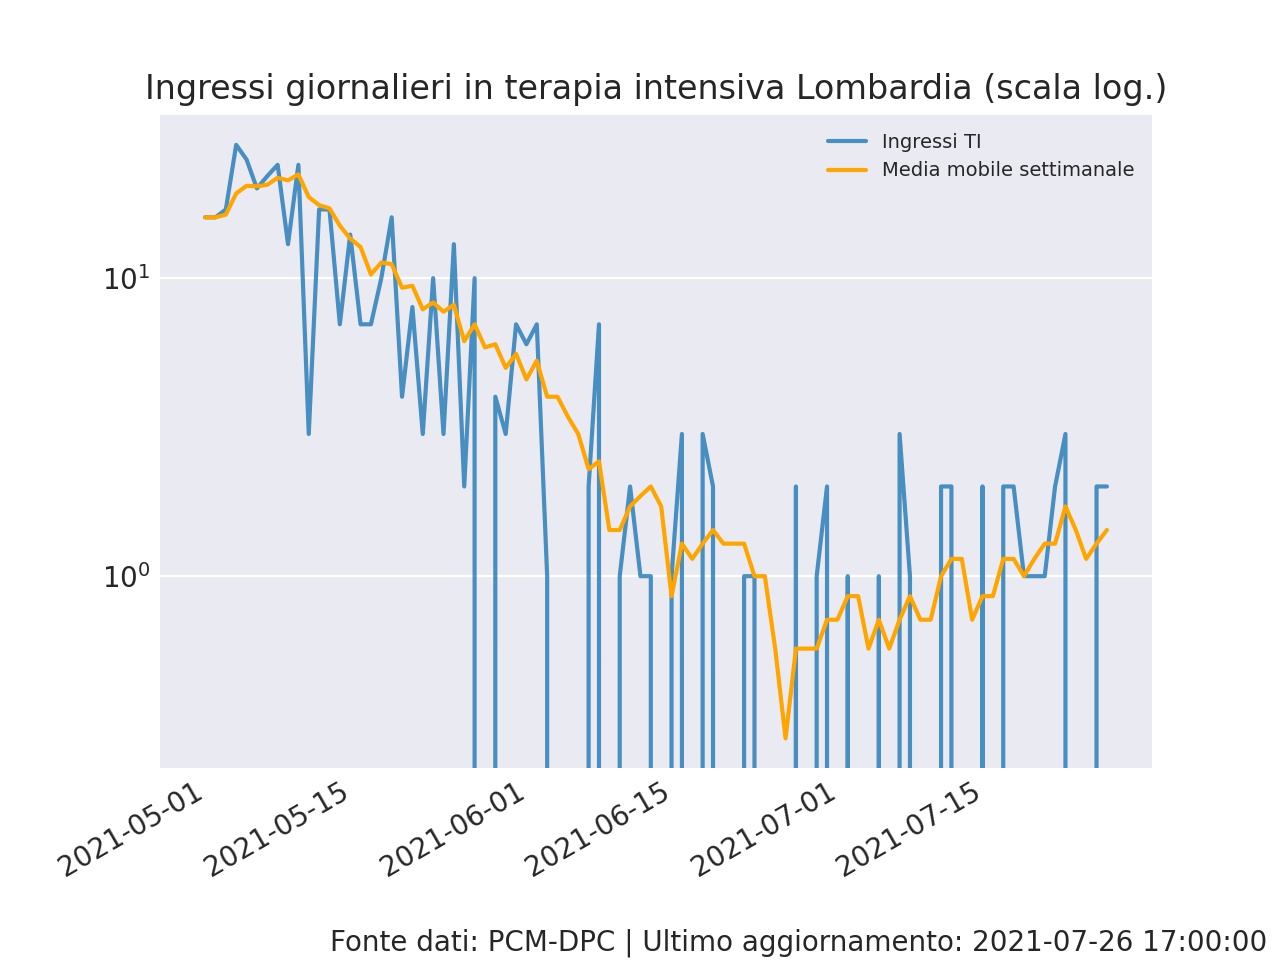 Ingressi giornalieri in terapia intensiva Lombardia (scala log.)
Ingressi TI
Media mobile settimanale
10¹
10⁰
2021-05-01
2021-05-15
2021-06-01
2021-06-15
2021-07-01
2021-07-15
Fonte dati: PCM-DPC | Ultimo aggiornamento: 2021-07-26 17:00:00